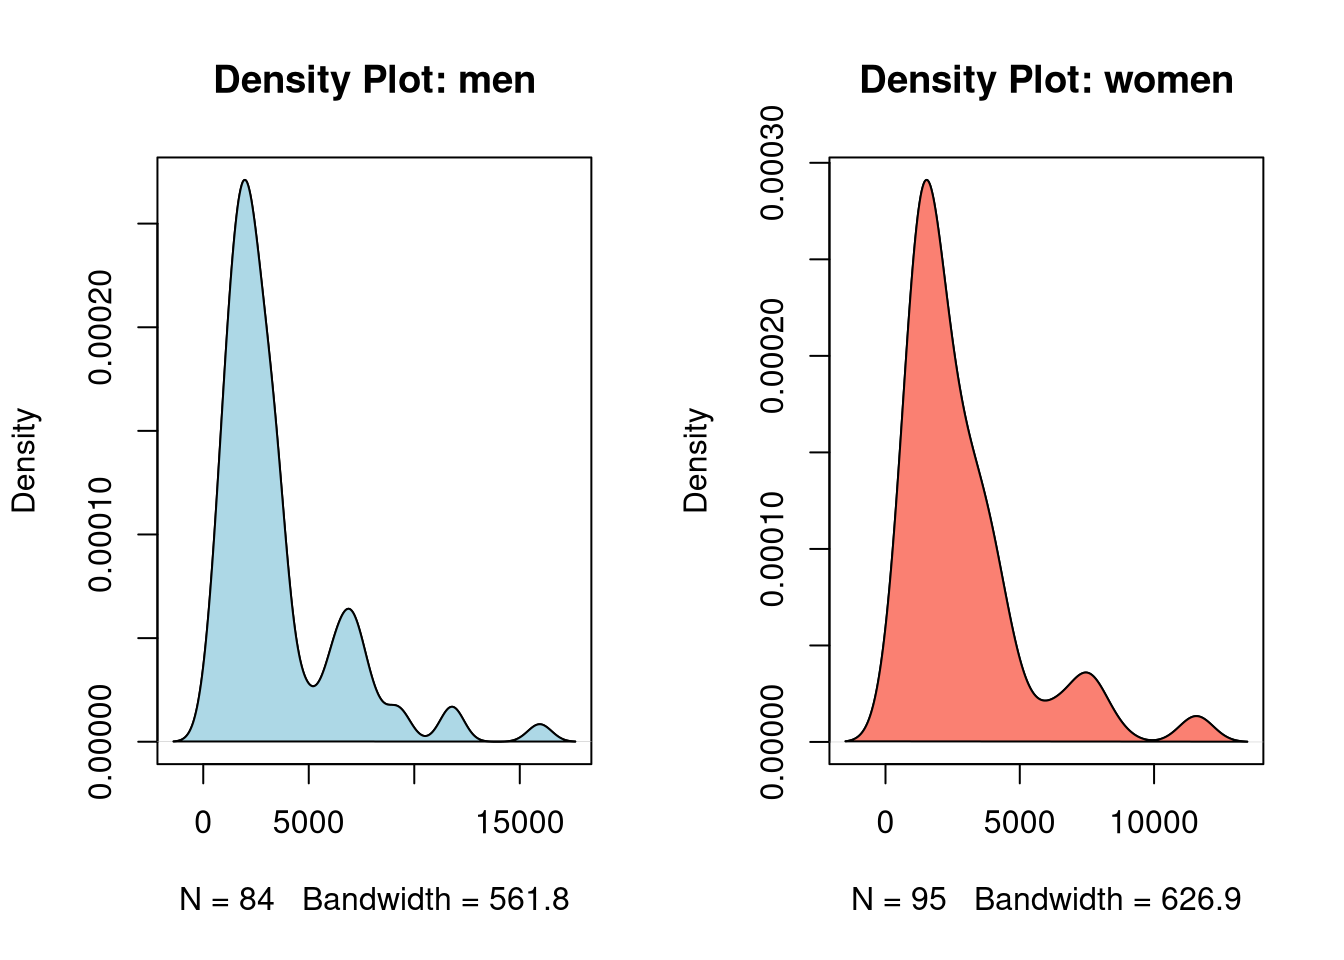 Density Plot: men
Density
0.00000
0.00010
0.00020
0
5000
15000
N = 84   Bandwidth = 561.8
Density Plot: women
Density
0.00000
0.00010
0.00020
0.00030
0
5000
10000
N = 95   Bandwidth = 626.9